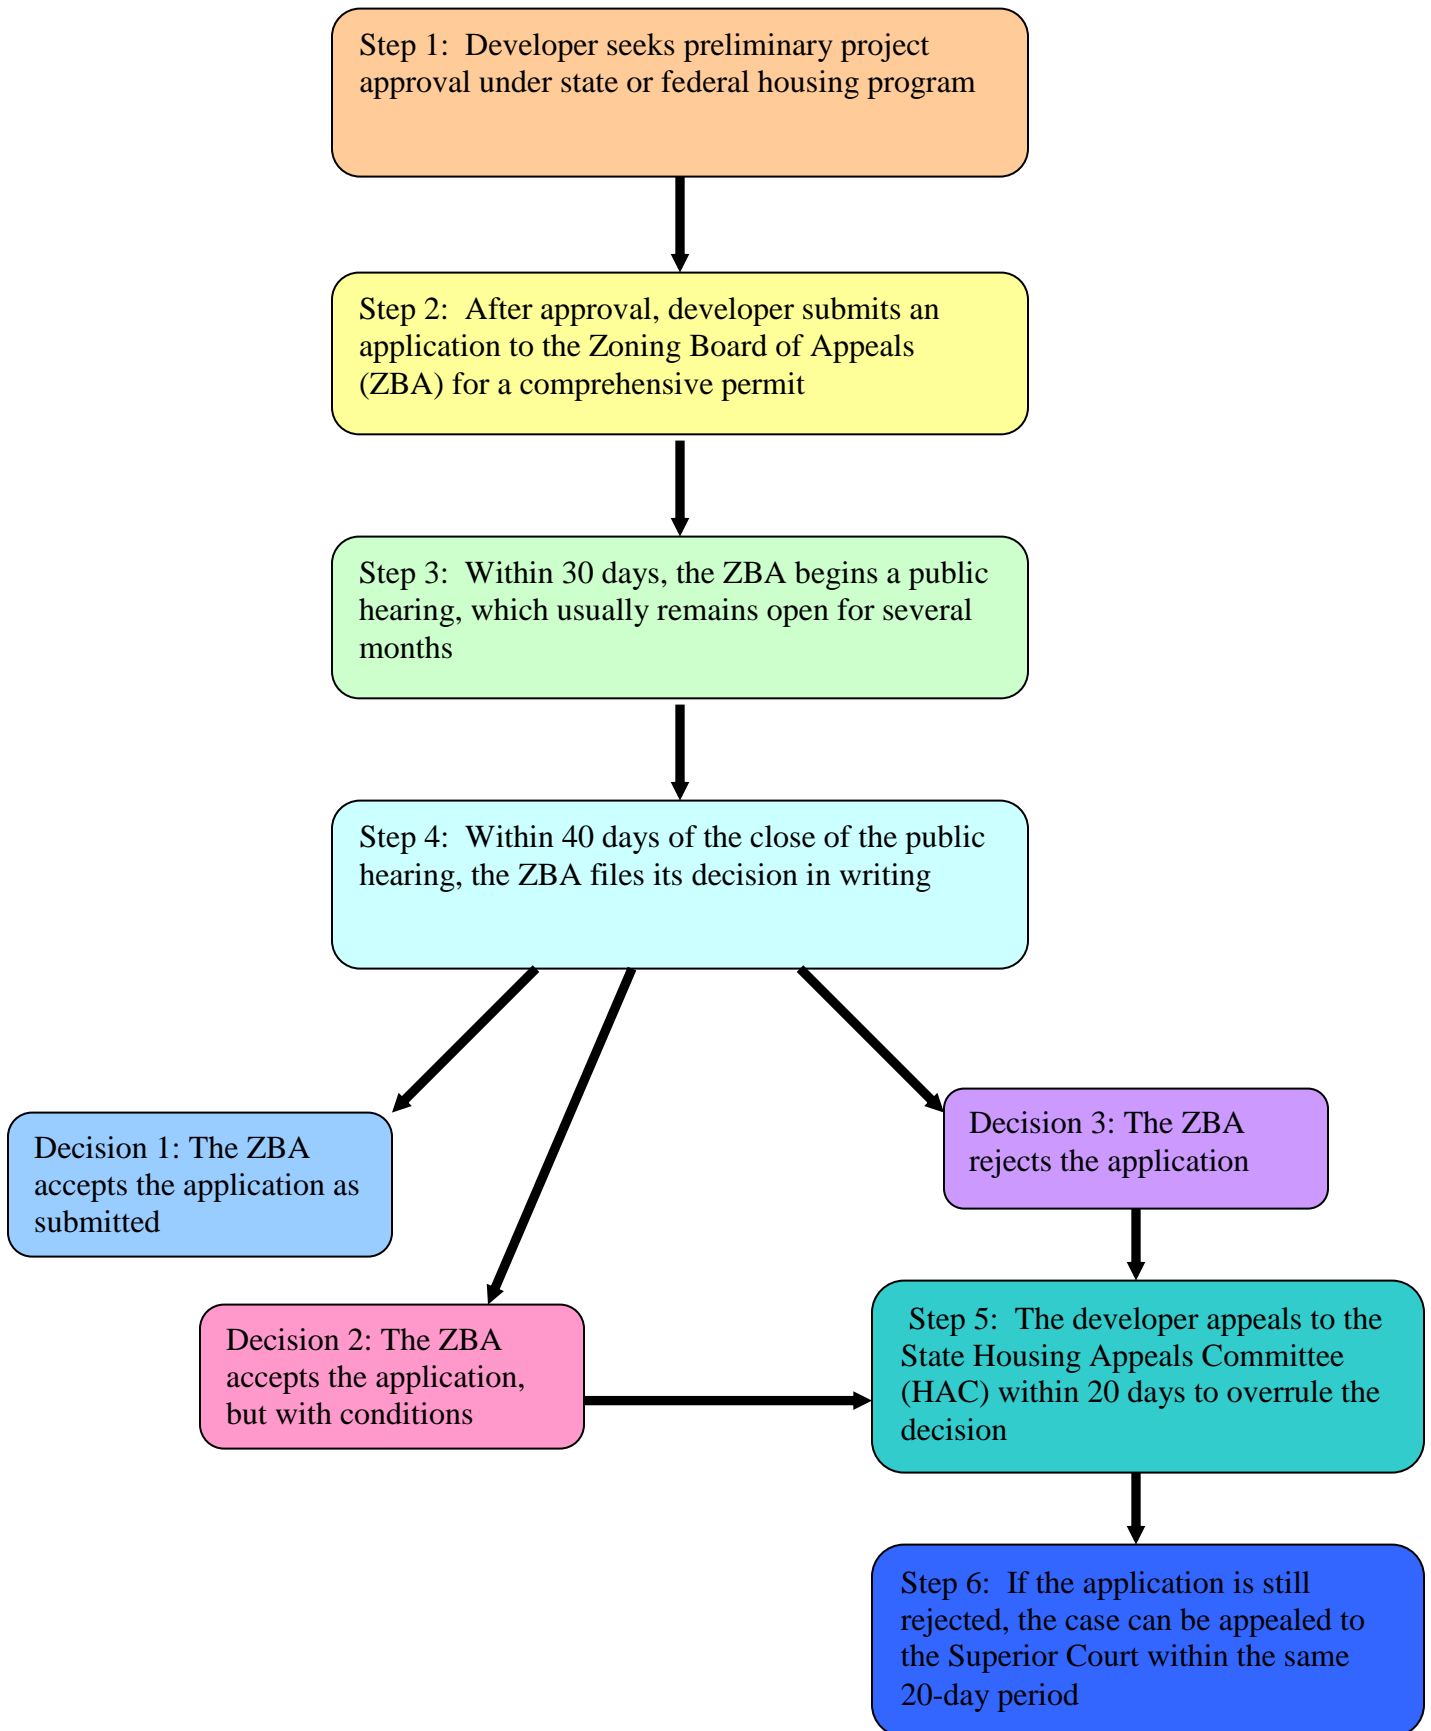 Step 1:  Developer seeks preliminary project
approval under state or federal housing program
Step 2:  After approval, developer submits an
application to the Zoning Board of Appeals
(ZBA) for a comprehensive permit
Step 3:  Within 30 days, the ZBA begins a public
hearing, which usually remains open for several
months
Step 4:  Within 40 days of the close of the public
hearing, the ZBA files its decision in writing
Decision 1: The ZBA
accepts the application as
submitted
Decision 2: The ZBA
accepts the application,
but with conditions
Decision 3: The ZBA
rejects the application
Step 5:  The developer appeals to the
State Housing Appeals Committee
(HAC) within 20 days to overrule the
decision
Step 6:  If the application is still
rejected, the case can be appealed to
the Superior Court within the same
20-day period